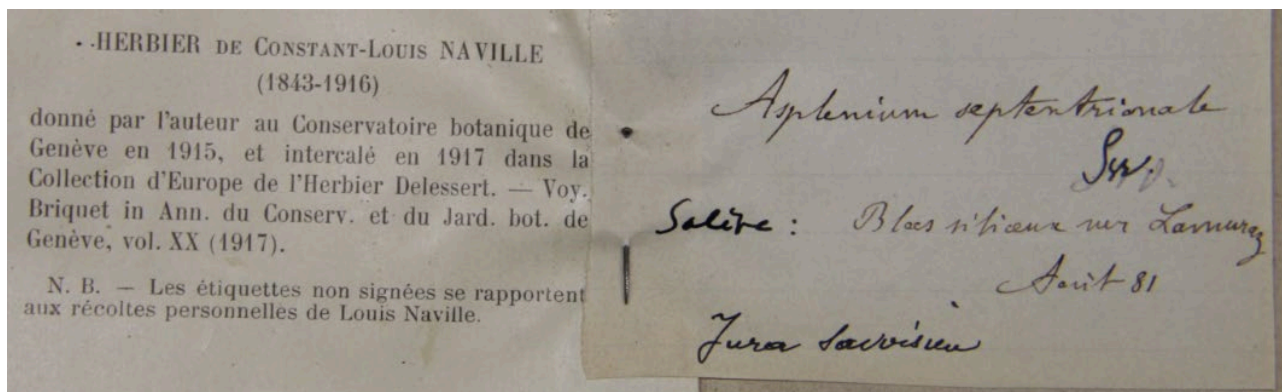 HERBIER DE CONSTANT-LOUIS NAVILLE
(1843-1916)
donné par l'auteur au Conservatoire botanique de
Genève en 1915, et intercalé en 1917 dans la
Collection d'Europe de l'Herbier Delessert. — Voy.
Briquet in Ann. du Conserv. et du Jard. bot. de
Genève, vol. XX (1917).
N. B. — Les étiquettes non signées se rapportent
aux récoltes personnelles de Louis Naville.
Asplenium septentrionale
Salève : Blocs siliceux sur Lamuraz
Août 81
Jura savoisien